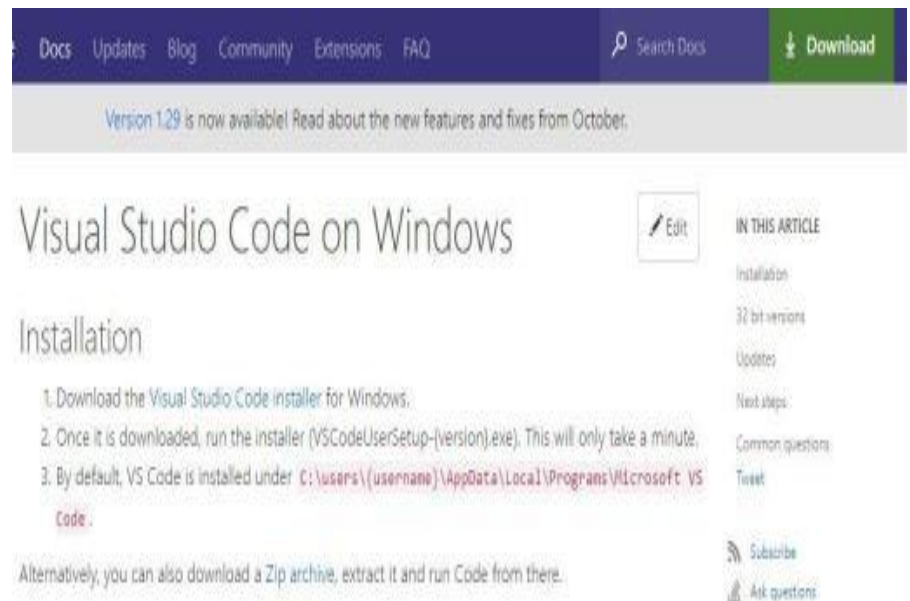 Docs Updates Blog Community Extensions FAQ Search Docs Download
Version 1.29 is now available! Read about the new features and fixes from October.
Visual Studio Code on Windows
Edit
IN THIS ARTICLE
Installation
32 bit versions
Updates
Next steps
Common questions
Tweet
Subscribe
Ask questions
Installation
1. Download the Visual Studio Code installer for Windows.
2. Once it is downloaded, run the installer (VSCodeUserSetup-{version}.exe). This will only take a minute.
3. By default, VS Code is installed under C:\users\{username}\AppData\Local\Programs\Microsoft VS
Code .
Alternatively, you can also download a Zip archive, extract it and run Code from there.